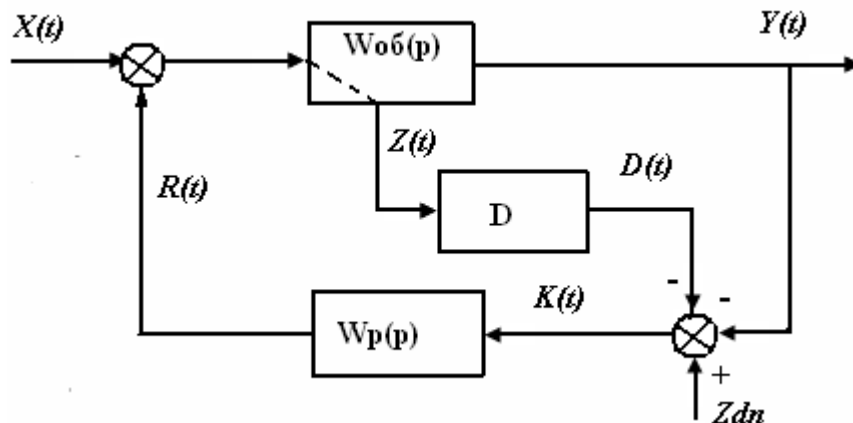 X(t)
Wоб(p)
Y(t)
Z(t)
D(t)
R(t)
D
-
-
K(t)
Wp(p)
+
Zdn